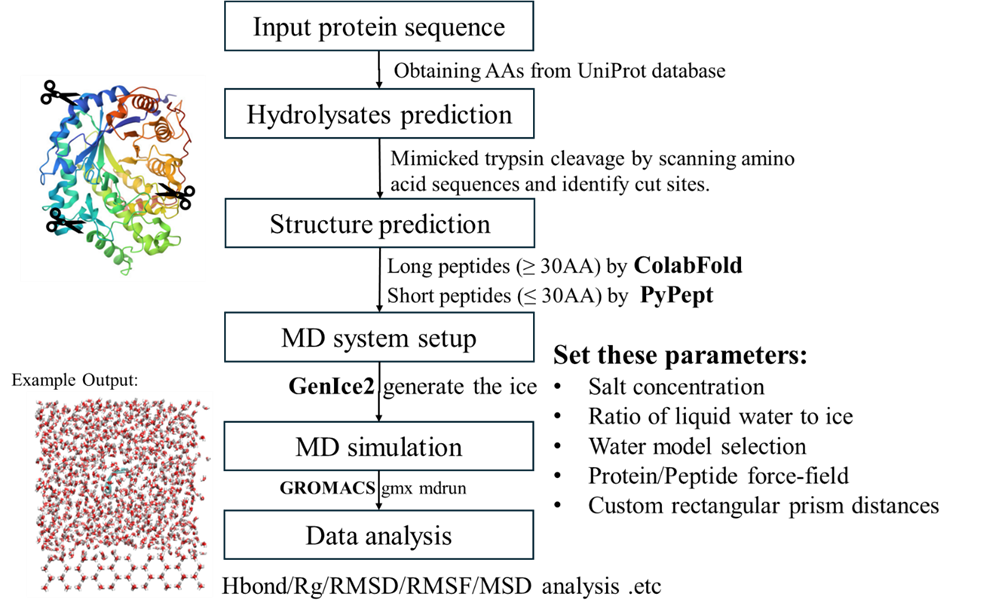 Input protein sequence
Obtaining AAs from UniProt database
Hydrolysates prediction
Mimicked trypsin cleavage by scanning amino
acid sequences and identify cut sites.
Structure prediction
Long peptides (≥ 30AA) by ColabFold
Short peptides (≤ 30AA) by PyPept
MD system setup
GenIce2 generate the ice
Set these parameters:
• Salt concentration
• Ratio of liquid water to ice
• Water model selection
• Protein/Peptide force-field
• Custom rectangular prism distances
Example Output:
MD simulation
GROMACS gmx mdrun
Data analysis
Hbond/Rg/RMSD/RMSF/MSD analysis .etc